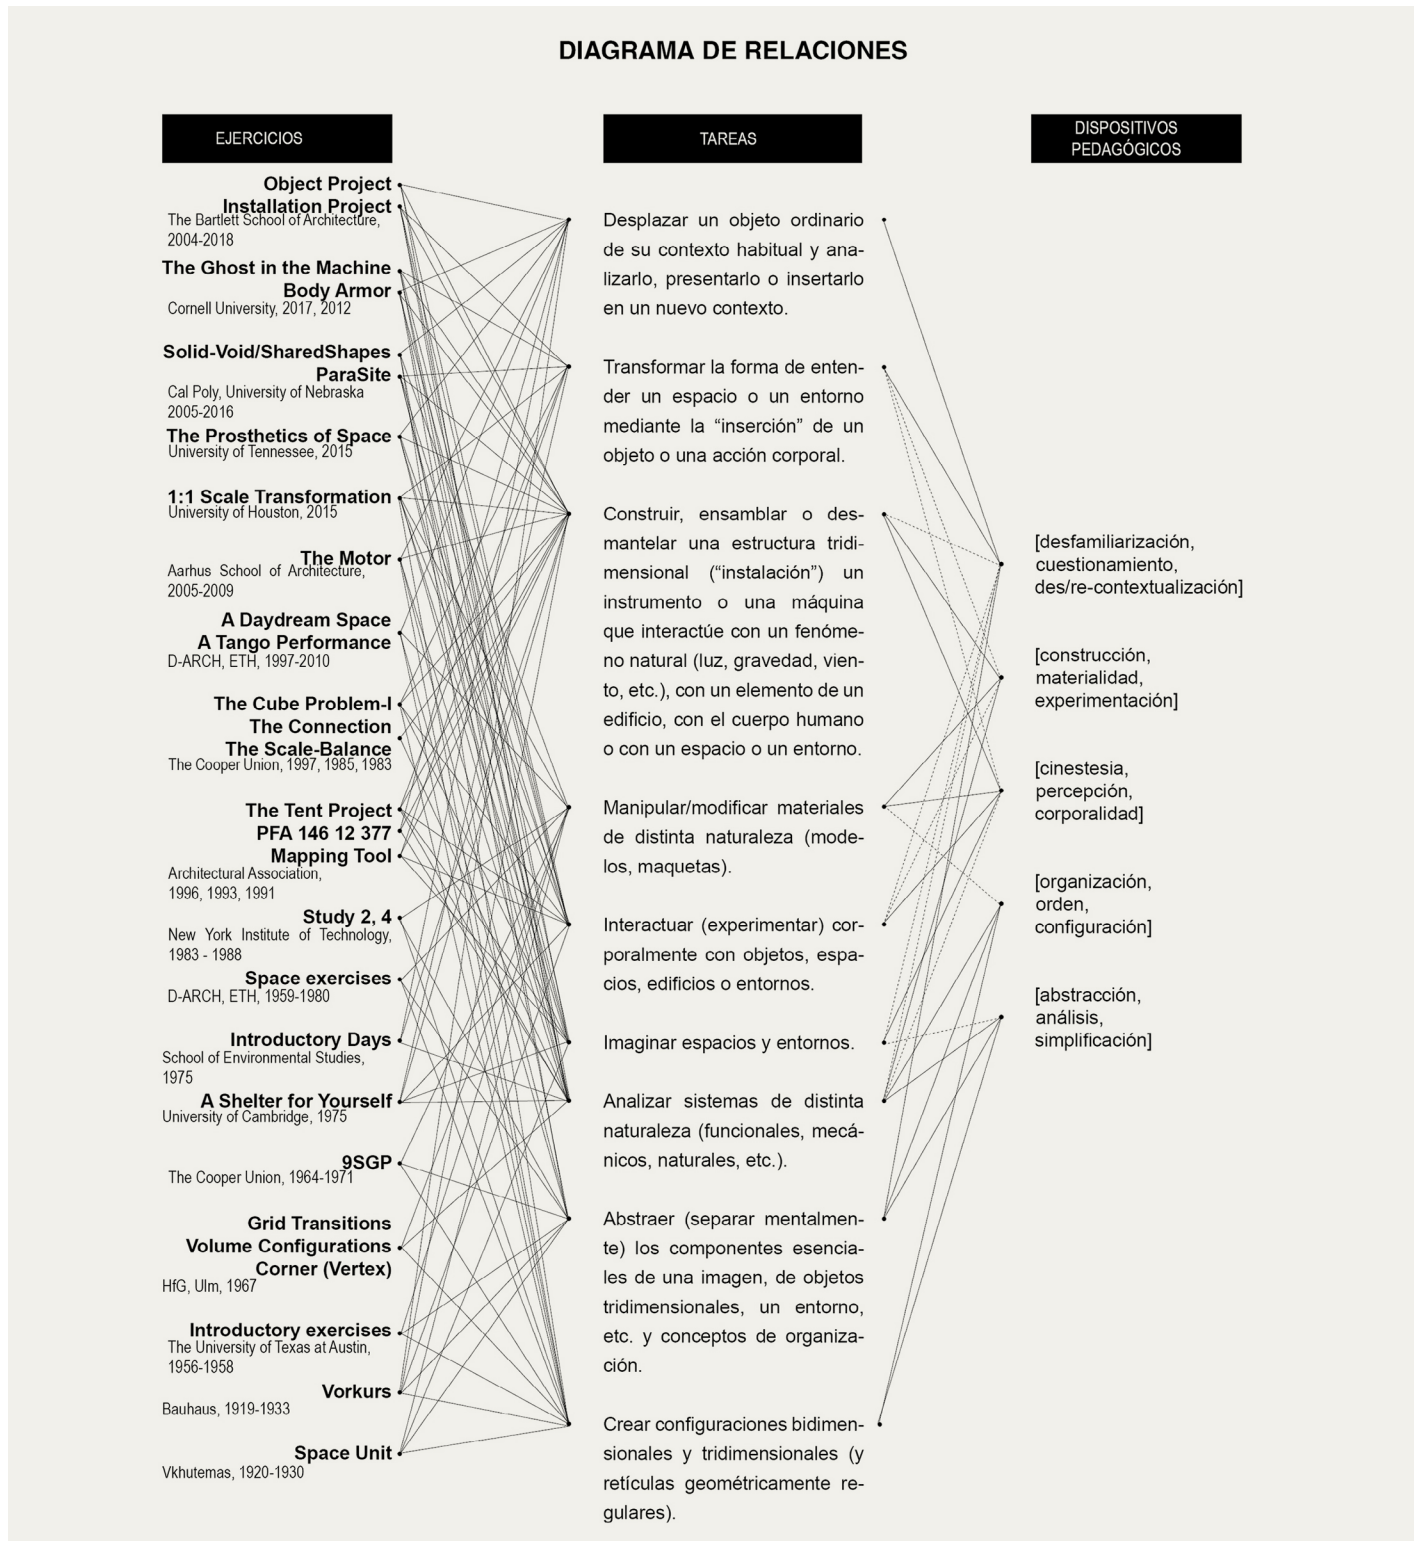 DIAGRAMA DE RELACIONES
EJERCICIOS
TAREAS
DISPOSITIVOS
PEDAGÓGICOS
Object Project
Installation Project
The Bartlett School of Architecture,
2004-2018
The Ghost in the Machine
Body Armor
Cornell University, 2017, 2012
Solid-Void/SharedShapes
ParaSite
Cal Poly, University of Nebraska
2005-2016
The Prosthetics of Space
University of Tennessee, 2015
1:1 Scale Transformation
University of Houston, 2015
The Motor
Aarhus School of Architecture,
2005-2009
A Daydream Space
A Tango Performance
D-ARCH, ETH, 1997-2010
The Cube Problem-I
The Connection
The Scale-Balance
The Cooper Union, 1997, 1985, 1983
The Tent Project
PFA 146 12 377
Mapping Tool
Architectural Association,
1996, 1993, 1991
Study 2, 4
New York Institute of Technology,
1983 - 1988
Space exercises
D-ARCH, ETH, 1959-1980
Introductory Days
School of Environmental Studies,
1975
A Shelter for Yourself
University of Cambridge, 1975
9SGP
The Cooper Union, 1964-1971
Grid Transitions
Volume Configurations
Corner (Vertex)
HfG, Ulm, 1967
Introductory exercises
The University of Texas at Austin,
1956-1958
Vorkurs
Bauhaus, 1919-1933
Space Unit
Vkhutemas, 1920-1930
Desplazar un objeto ordinario
de su contexto habitual y ana-
lizarlo, presentarlo o insertarlo
en un nuevo contexto.
Transformar la forma de enten-
der un espacio o un entorno
mediante la “inserción” de un
objeto o una acción corporal.
Construir, ensamblar o des-
mantelar una estructura tridi-
mensional (“instalación”) un
instrumento o una máquina
que interactúe con un fenóme-
no natural (luz, gravedad, vien-
to, etc.), con un elemento de un
edificio, con el cuerpo humano
o con un espacio o un entorno.
Manipular/modificar materiales
de distinta naturaleza (mode-
los, maquetas).
Interactuar (experimentar) cor-
poralmente con objetos, espa-
cios, edificios o entornos.
Imaginar espacios y entornos.
Analizar sistemas de distinta
naturaleza (funcionales, mecá-
nicos, naturales, etc.).
Abstraer (separar mentalmen-
te) los componentes esencia-
les de una imagen, de objetos
tridimensionales, un entorno,
etc. y conceptos de organiza-
ción.
Crear configuraciones bidimen-
sionales y tridimensionales (y
retículas geométricamente re-
gulares).
[desfamiliarización,
cuestionamiento,
des/re-contextualización]
[construcción,
materialidad,
experimentación]
[cinestesia,
percepción,
corporalidad]
[organización,
orden,
configuración]
[abstracción,
análisis,
simplificación]